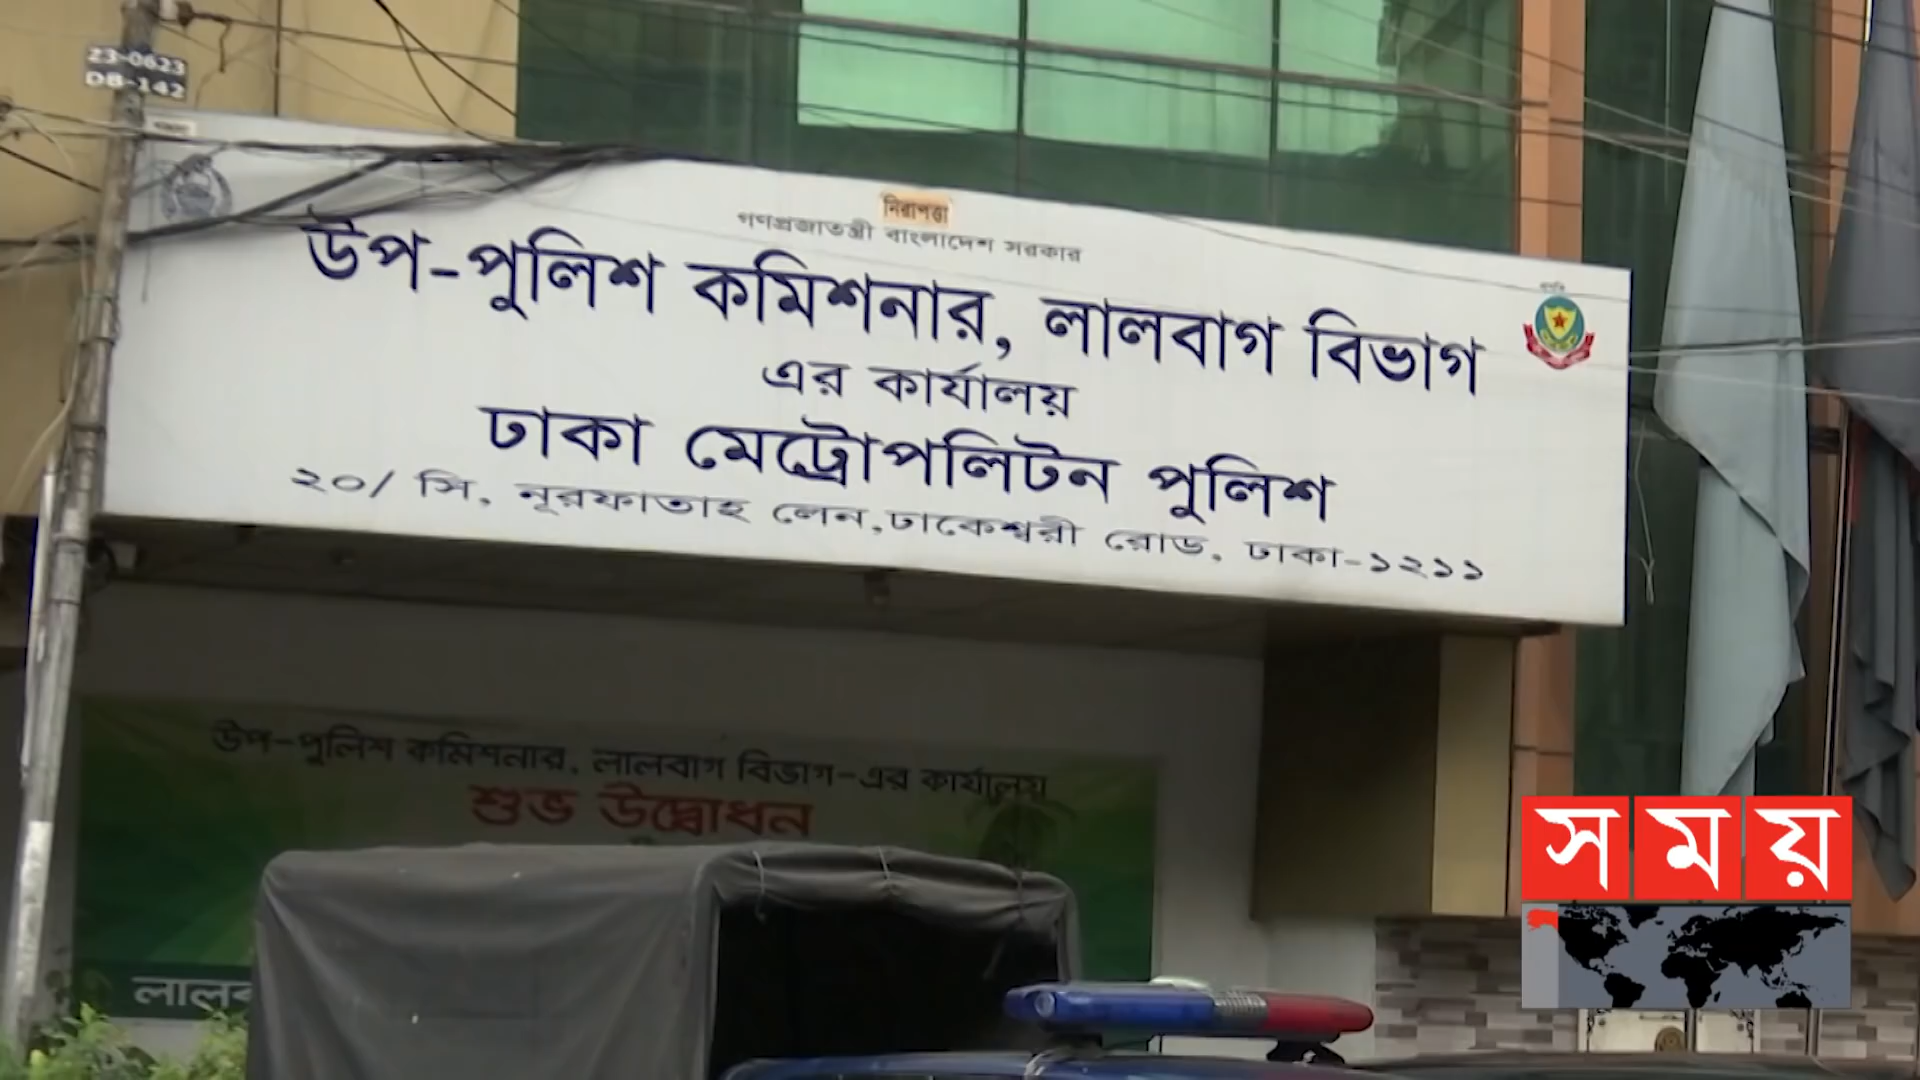 23-0623
DB-142
নিরাপত্তা
গণপ্রজাতন্ত্রী বাংলাদেশ সরকার
উপ-পুলিশ কমিশনার, লালবাগ বিভাগ
এর কার্যালয়
ঢাকা মেট্রোপলিটন পুলিশ
২০/ সি, নূরফাতাহ লেন,ঢাকেশ্বরী রোড, ঢাকা-১২১১
উপ-পুলিশ কমিশনার, লালবাগ বিভাগ-এর কার্যালয়
শুভ উদ্বোধন
সময়